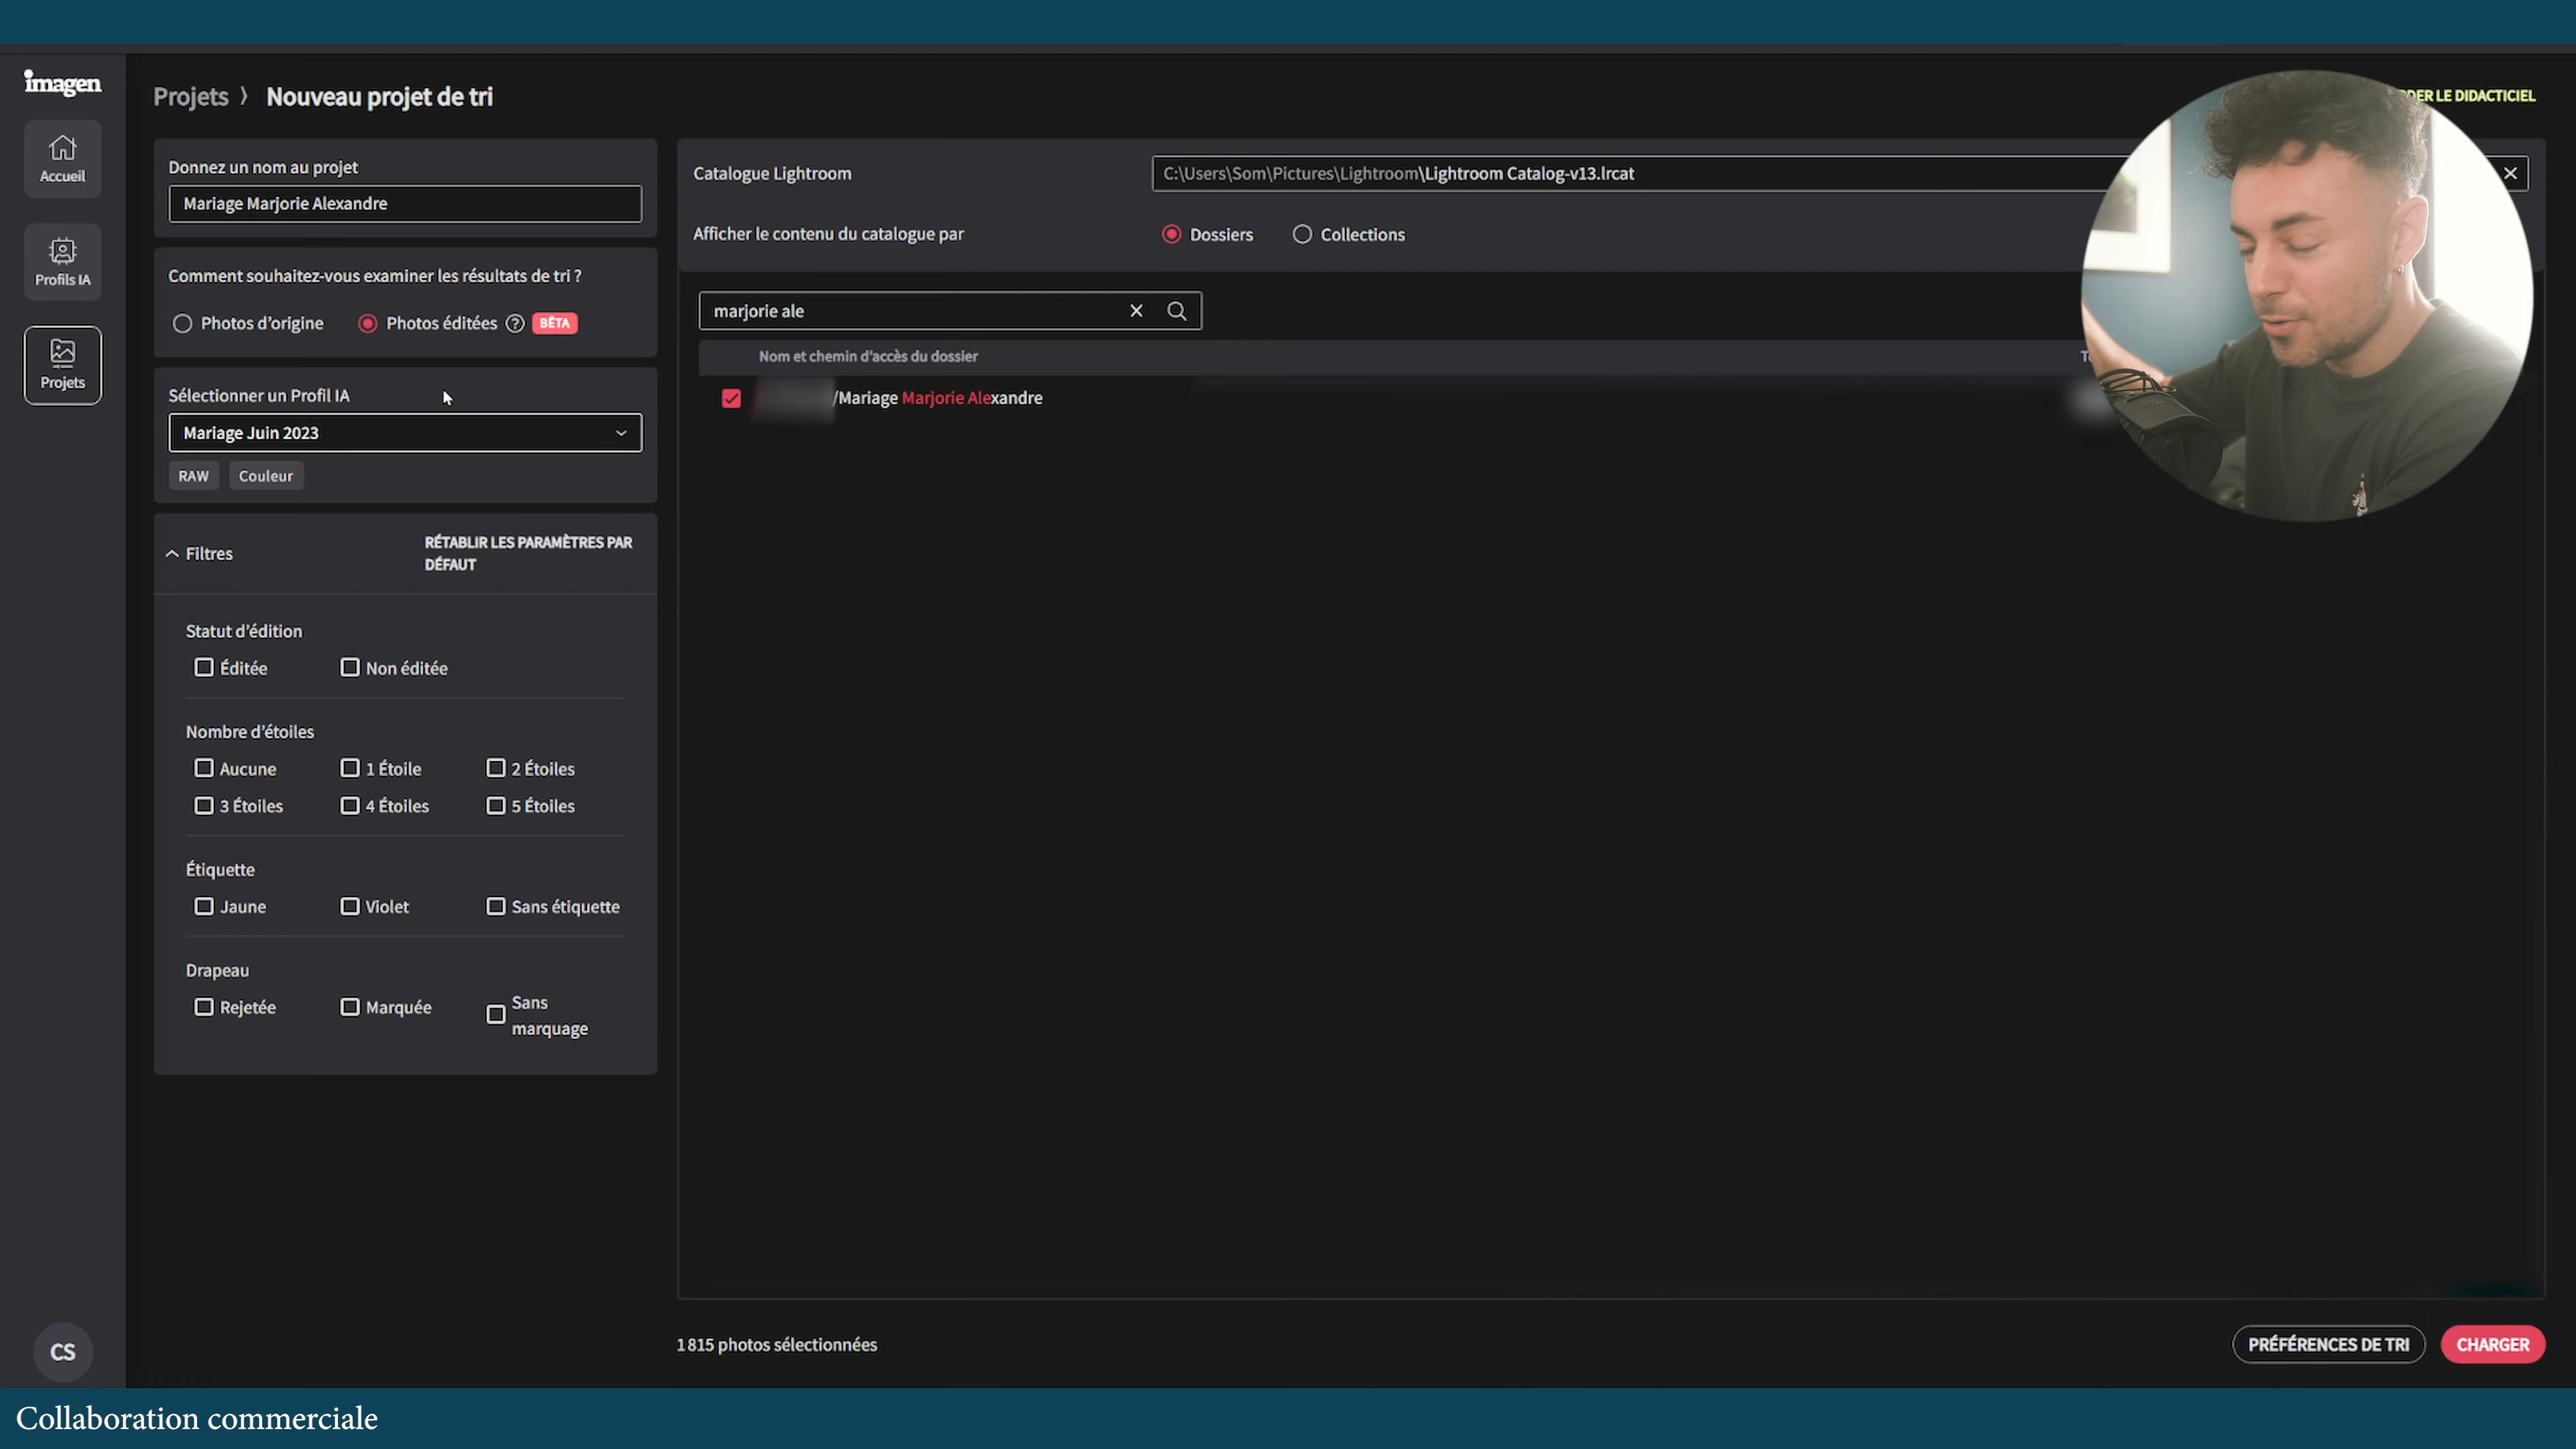 imagen
Accueil
Profils IA
Projets
CS
Projets 〉 Nouveau projet de tri
DER LE DIDACTICIEL
Donnez un nom au projet
Mariage Marjorie Alexandre
Comment souhaitez-vous examiner les résultats de tri ?
Photos d'origine
Photos éditées
BÊTA
Sélectionner un Profil IA
Mariage Juin 2023
RAW
Couleur
Filtres
RÉTABLIR LES PARAMÈTRES PAR
DÉFAUT
Statut d'édition
Éditée
Non éditée
Nombre d'étoiles
Aucune
1 Étoile
2 Étoiles
3 Étoiles
4 Étoiles
5 Étoiles
Étiquette
Jaune
Violet
Sans étiquette
Drapeau
Rejetée
Marquée
Sans
marquage
Catalogue Lightroom
C:\Users\Som\Pictures\Lightroom\Lightroom Catalog-v13.lrcat
Afficher le contenu du catalogue par
Dossiers
Collections
marjorie ale
Nom et chemin d'accès du dossier
/Mariage Marjorie Alexandre
1 815 photos sélectionnées
PRÉFÉRENCES DE TRI
CHARGER
Collaboration commerciale